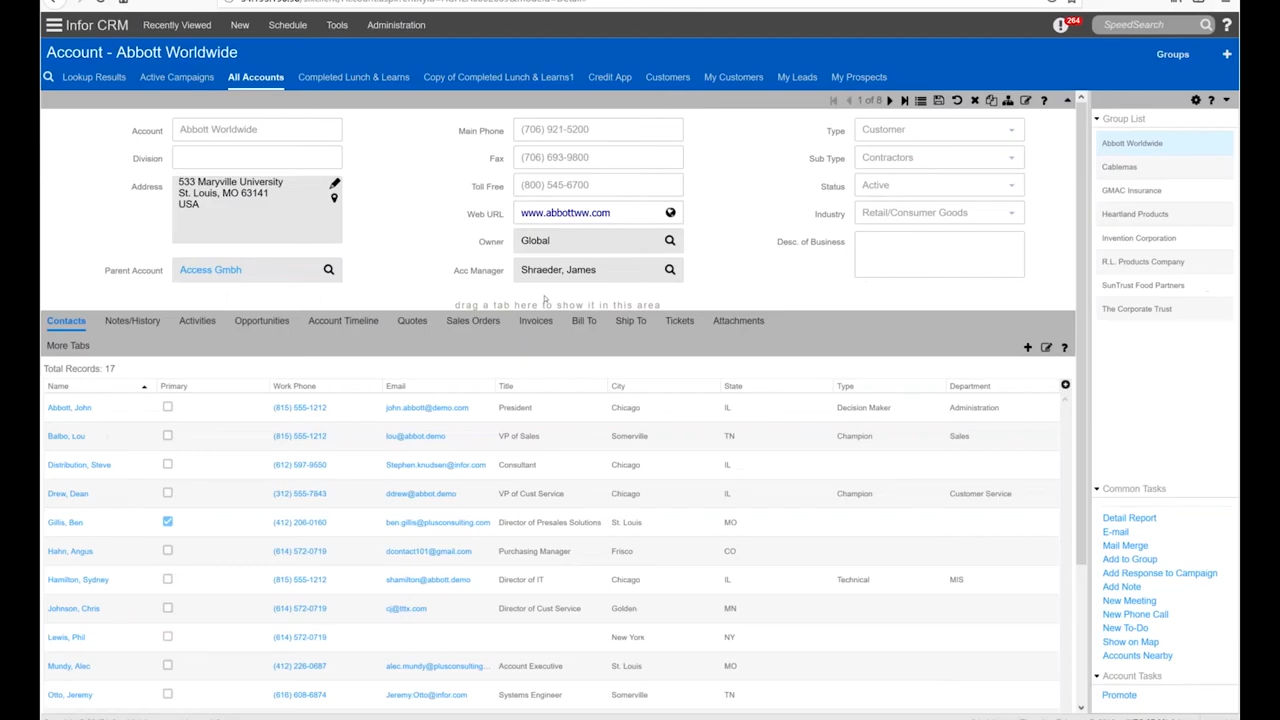 Infor CRM Recently Viewed New Schedule Tools Administration 264 SpeedSearch ?
Account - Abbott Worldwide
Groups +
Lookup Results Active Campaigns All Accounts Completed Lunch & Learns Copy of Completed Lunch & Learns1 Credit App Customers My Customers My Leads My Prospects
1 of 8 ? ?
Account Abbott Worldwide Main Phone (706) 921-5200 Type Customer
Division Fax (706) 693-9800 Sub Type Contractors
Address 533 Maryville University
St. Louis, MO 63141
USA
Toll Free (800) 545-6700 Status Active
Web URL www.abbottww.com Industry Retail/Consumer Goods
Owner Global Desc. of Business
Parent Account Access Gmbh Acc Manager Shraeder, James
drag a tab here to show it in this area
Contacts Notes/History Activities Opportunities Account Timeline Quotes Sales Orders Invoices Bill To Ship To Tickets Attachments
More Tabs + ?
Total Records: 17
Name Primary Work Phone Email Title City State Type Department
Abbott, John (815) 555-1212 john.abbott@demo.com President Chicago IL Decision Maker Administration
Balbo, Lou (815) 555-1212 lou@abbot.demo VP of Sales Somerville TN Champion Sales
Distribution, Steve (612) 597-9550 Stephen.knudsen@infor.com Consultant Chicago IL
Drew, Dean (312) 555-7843 ddrew@abbot.demo VP of Cust Service Chicago IL Champion Customer Service
Gillis, Ben (412) 206-0160 ben.gillis@plusconsulting.com Director of Presales Solutions St. Louis MO
Hahn, Angus (614) 572-0719 dcontact101@gmail.com Purchasing Manager Frisco CO
Hamilton, Sydney (815) 555-1212 shamilton@abbott.demo Director of IT Chicago IL Technical MIS
Johnson, Chris (614) 572-0719 cj@tttx.com Director of Cust Service Golden MN
Lewis, Phil (614) 572-0719 New York NY
Mundy, Alec (412) 226-0687 alec.mundy@plusconsulting... Account Executive St. Louis MO
Otto, Jeremy (616) 608-6874 Jeremy.Otto@infor.com Systems Engineer Somerville TN
Group List
Abbott Worldwide
Cablemas
GMAC Insurance
Heartland Products
Invention Corporation
R.L. Products Company
SunTrust Food Partners
The Corporate Trust
Common Tasks
Detail Report
E-mail
Mail Merge
Add to Group
Add Response to Campaign
Add Note
New Meeting
New Phone Call
New To-Do
Show on Map
Accounts Nearby
Account Tasks
Promote